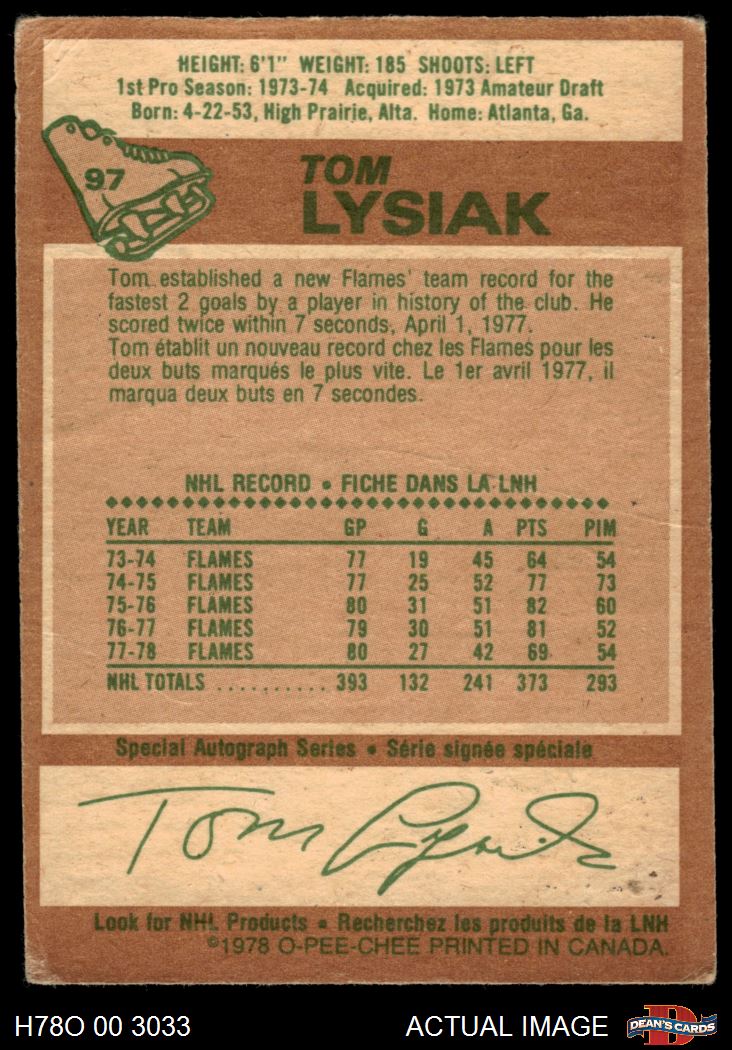 HEIGHT: 6'1" WEIGHT: 185 SHOOTS: LEFT
1st Pro Season: 1973-74 Acquired: 1973 Amateur Draft
Born: 4-22-53, High Prairie, Alta. Home: Atlanta, Ga.
97
TOM
LYSIAK
Tom established a new Flames' team record for the
fastest 2 goals by a player in history of the club. He
scored twice within 7 seconds, April 1, 1977.
Tom établit un nouveau record chez les Flames pour les
deux buts marqués le plus vite. Le 1er avril 1977, il
marqua deux buts en 7 secondes.
NHL RECORD • FICHE DANS LA LNH
YEAR TEAM GP G A PTS PIM
73-74 FLAMES 77 19 45 64 54
74-75 FLAMES 77 25 52 77 73
75-76 FLAMES 80 31 51 82 60
76-77 FLAMES 79 30 51 81 52
77-78 FLAMES 80 27 42 69 54
NHL TOTALS .......... 393 132 241 373 293
Special Autograph Series • Série signée spéciale
Tom Lysiak
Look for NHL Products • Recherchez les produits de la LNH
©1978 O-PEE-CHEE PRINTED IN CANADA.
H78O 00 3033 ACTUAL IMAGE D DEAN'S CARDS